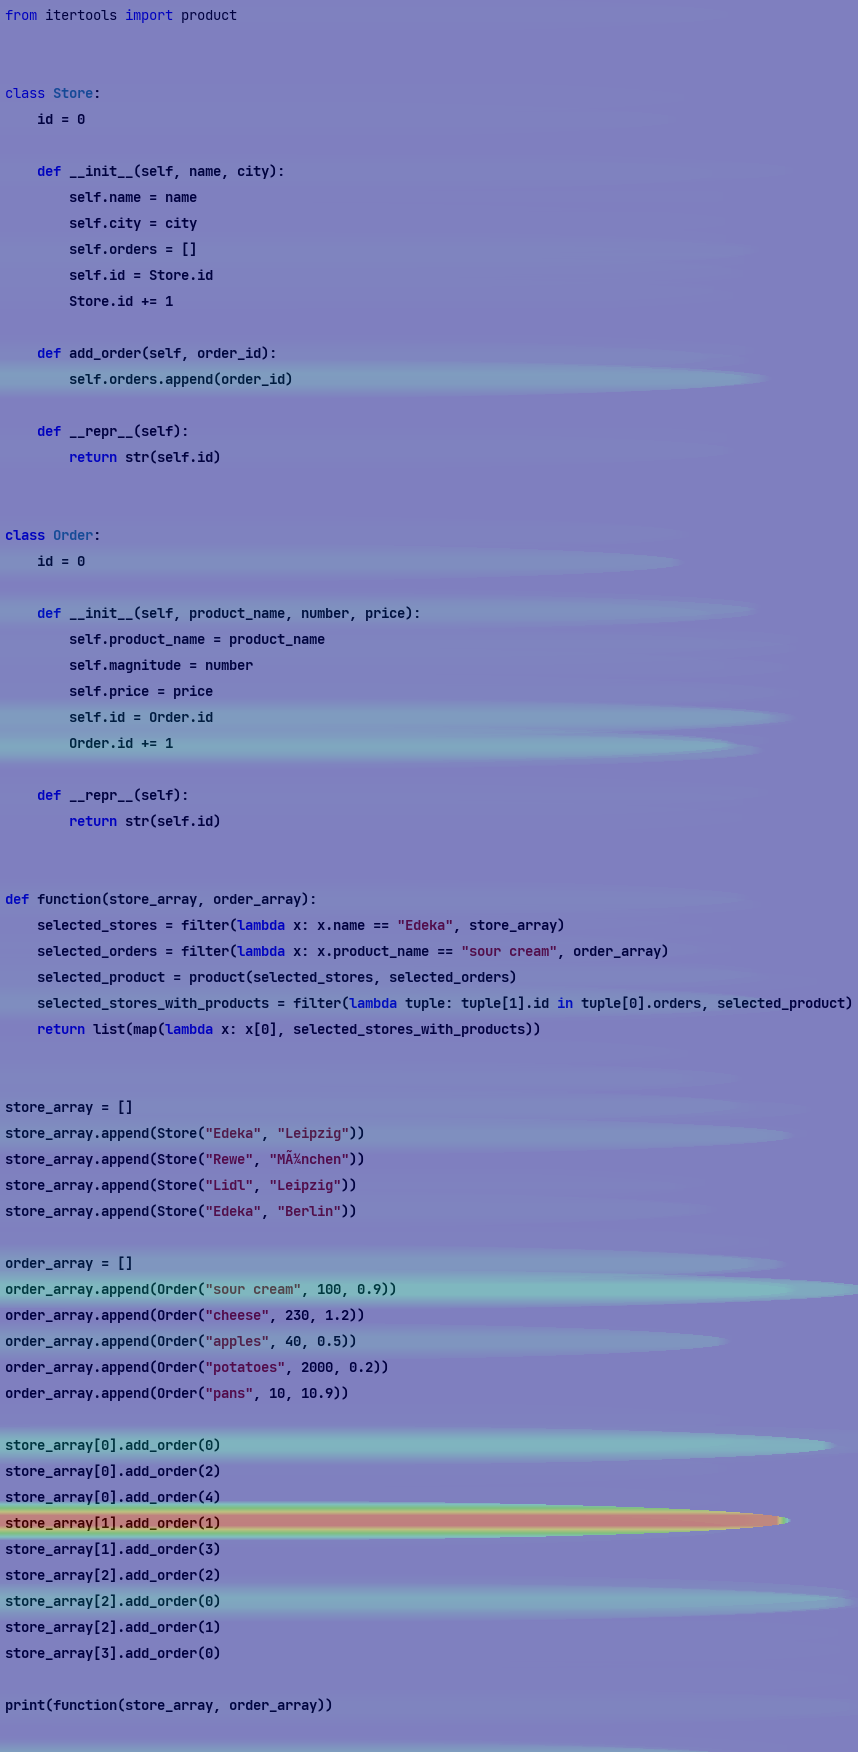 from itertools import product
class Store:
    id = 0
    def __init__(self, name, city):
        self.name = name
        self.city = city
        self.orders = []
        self.id = Store.id
        Store.id += 1
    def add_order(self, order_id):
        self.orders.append(order_id)
    def __repr__(self):
        return str(self.id)
class Order:
    id = 0
    def __init__(self, product_name, number, price):
        self.product_name = product_name
        self.magnitude = number
        self.price = price
        self.id = Order.id
        Order.id += 1
    def __repr__(self):
        return str(self.id)
def function(store_array, order_array):
    selected_stores = filter(lambda x: x.name == "Edeka", store_array)
    selected_orders = filter(lambda x: x.product_name == "sour cream", order_array)
    selected_product = product(selected_stores, selected_orders)
    selected_stores_with_products = filter(lambda tuple: tuple[1].id in tuple[0].orders, selected_product)
    return list(map(lambda x: x[0], selected_stores_with_products))
store_array = []
store_array.append(Store("Edeka", "Leipzig"))
store_array.append(Store("Rewe", "MÃ¼nchen"))
store_array.append(Store("Lidl", "Leipzig"))
store_array.append(Store("Edeka", "Berlin"))
order_array = []
order_array.append(Order("sour cream", 100, 0.9))
order_array.append(Order("cheese", 230, 1.2))
order_array.append(Order("apples", 40, 0.5))
order_array.append(Order("potatoes", 2000, 0.2))
order_array.append(Order("pans", 10, 10.9))
store_array[0].add_order(0)
store_array[0].add_order(2)
store_array[0].add_order(4)
store_array[1].add_order(1)
store_array[1].add_order(3)
store_array[2].add_order(2)
store_array[2].add_order(0)
store_array[2].add_order(1)
store_array[3].add_order(0)
print(function(store_array, order_array))